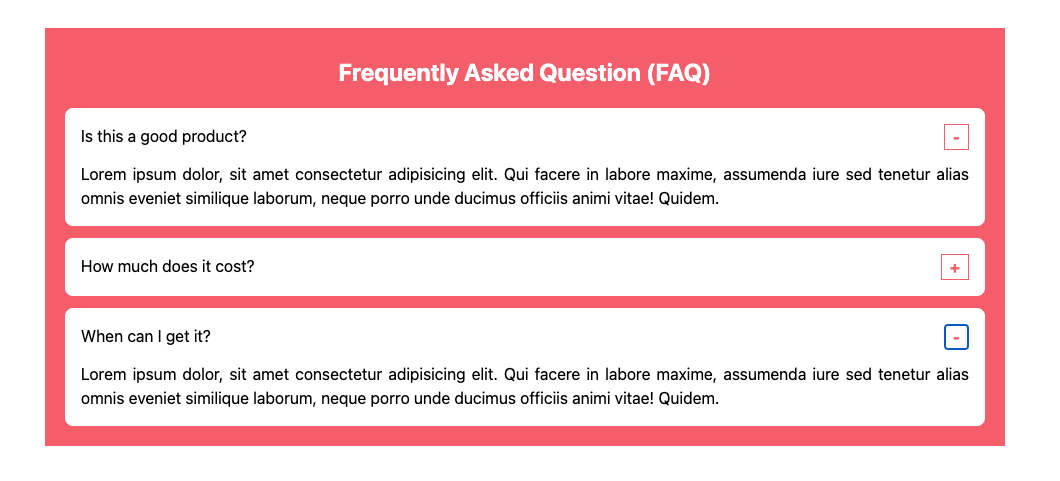 Frequently Asked Question (FAQ)
Is this a good product?
-
Lorem ipsum dolor, sit amet consectetur adipisicing elit. Qui facere in labore maxime, assumenda iure sed tenetur alias
omnis eveniet similique laborum, neque porro unde ducimus officiis animi vitae! Quidem.
How much does it cost?
+
When can I get it?
-
Lorem ipsum dolor, sit amet consectetur adipisicing elit. Qui facere in labore maxime, assumenda iure sed tenetur alias
omnis eveniet similique laborum, neque porro unde ducimus officiis animi vitae! Quidem.